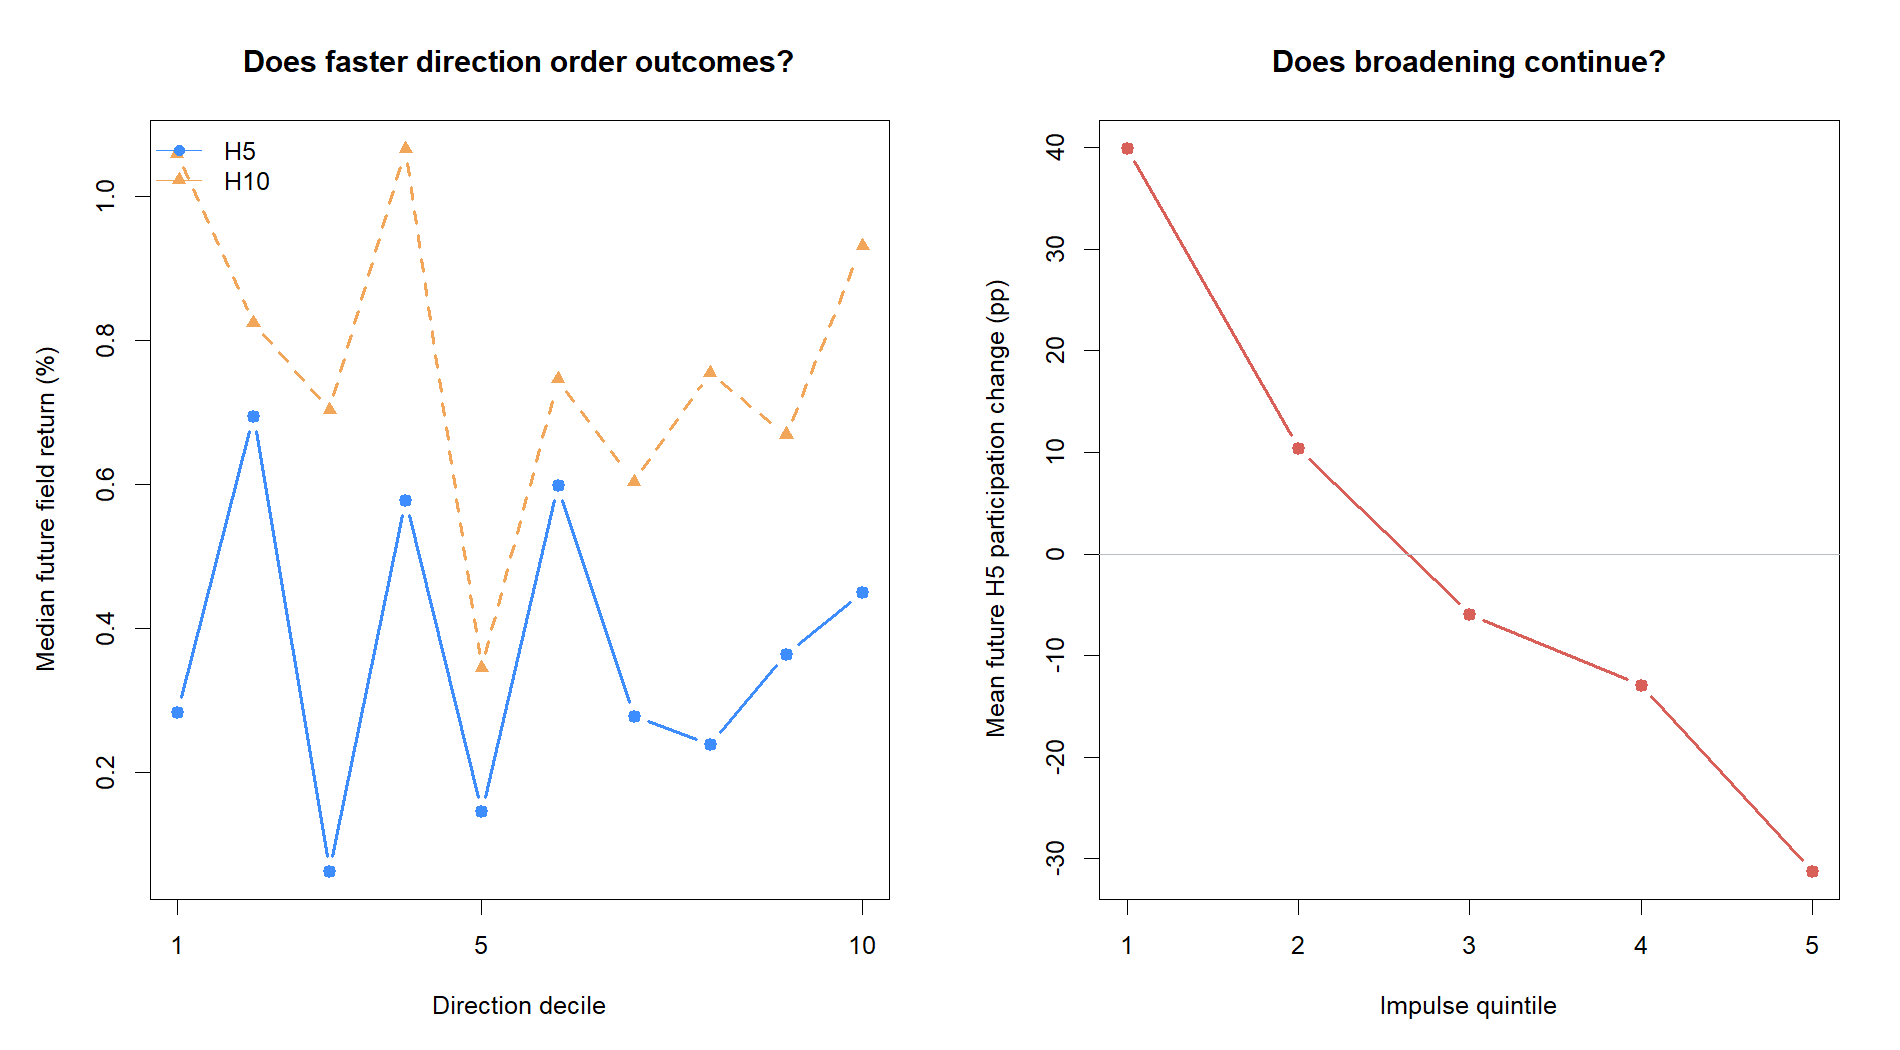 Does faster direction order outcomes?
H5
H10
Median future field return (%)
1.0
0.8
0.6
0.4
0.2
1
5
10
Direction decile
Does broadening continue?
Mean future H5 participation change (pp)
40
30
20
10
0
-10
-20
-30
1
2
3
4
5
Impulse quintile